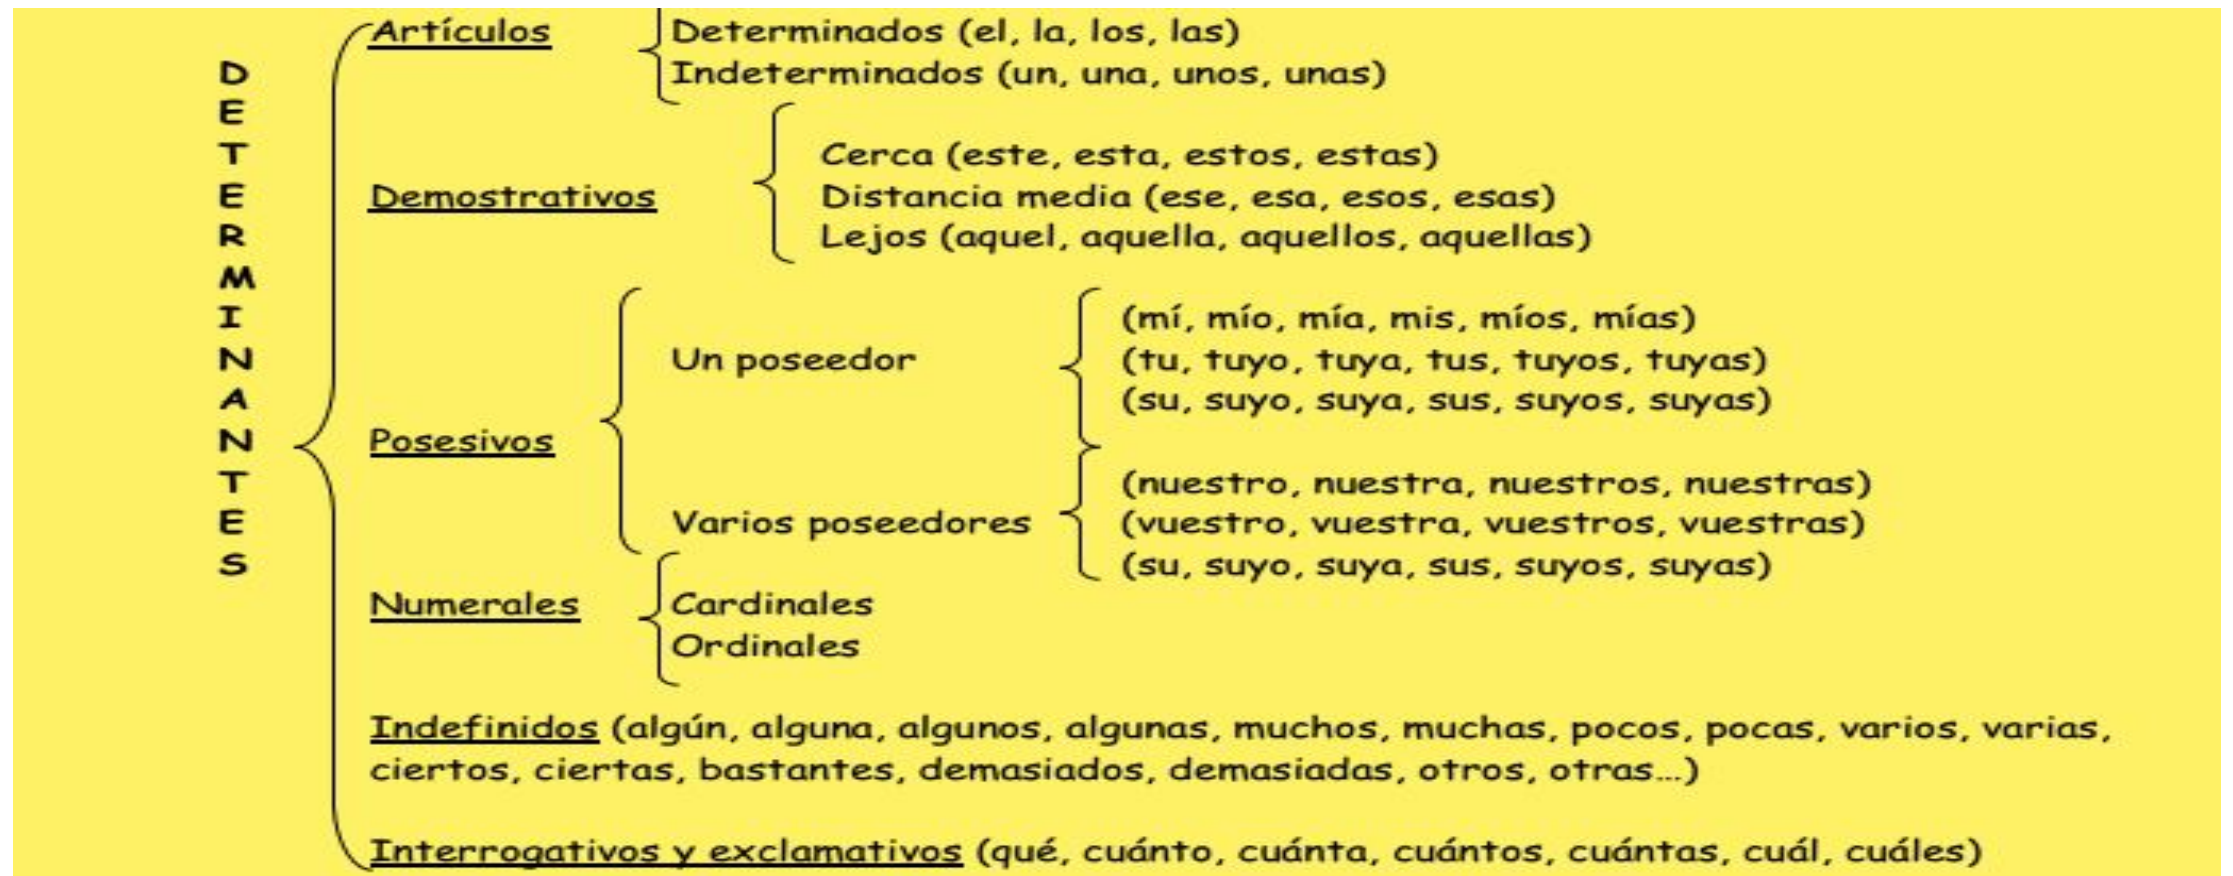 DETERMINANTES
Artículos
Determinados (el, la, los, las)
Indeterminados (un, una, unos, unas)
Demostrativos
Cerca (este, esta, estos, estas)
Distancia media (ese, esa, esos, esas)
Lejos (aquel, aquella, aquellos, aquellas)
Posesivos
Un poseedor
(mí, mío, mía, mis, míos, mías)
(tu, tuyo, tuya, tus, tuyos, tuyas)
(su, suyo, suya, sus, suyos, suyas)
Varios poseedores
(nuestro, nuestra, nuestros, nuestras)
(vuestro, vuestra, vuestros, vuestras)
(su, suyo, suya, sus, suyos, suyas)
Numerales
Cardinales
Ordinales
Indefinidos (algún, alguna, algunos, algunas, muchos, muchas, pocos, pocas, varios, varias,
ciertos, ciertas, bastantes, demasiados, demasiadas, otros, otras...)
Interrogativos y exclamativos (qué, cuánto, cuánta, cuántos, cuántas, cuál, cuáles)